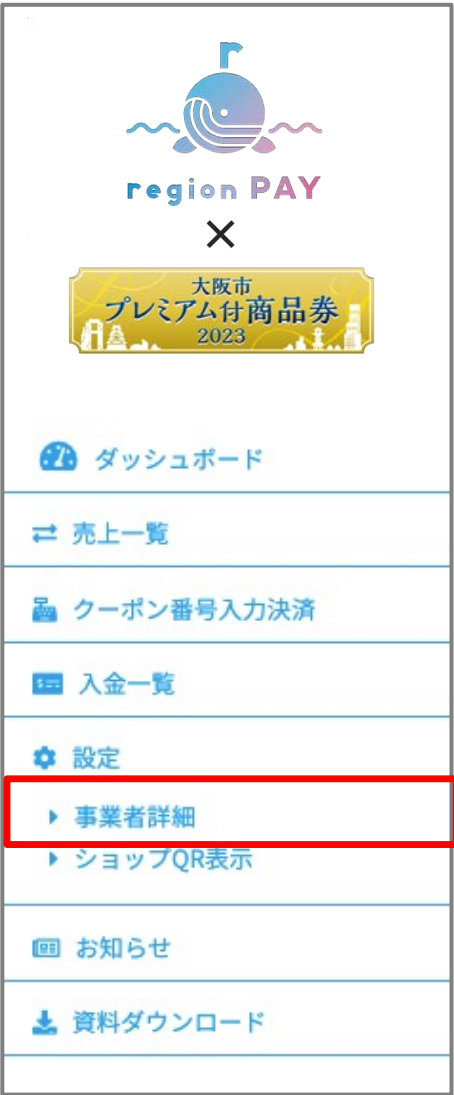 r
region PAY
×
大阪市
プレミアム付商品券
2023
ダッシュボード
売上一覧
クーポン番号入力決済
入金一覧
設定
事業者詳細
ショップQR表示
お知らせ
資料ダウンロード